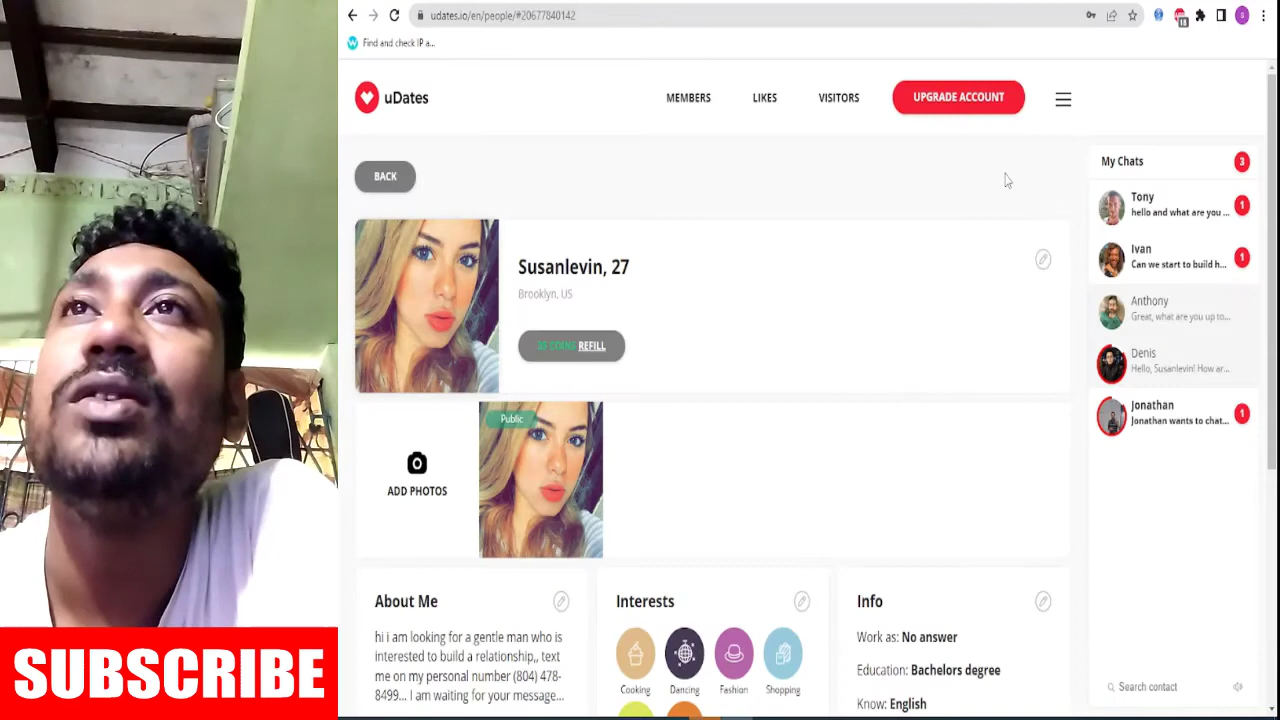 udates.io/en/people/#20677840142
Find and check IP a...
uDates
MEMBERS
LIKES
VISITORS
UPGRADE ACCOUNT
BACK
My Chats
3
Tony
hello and what are you ...
1
Ivan
Can we start to build h...
1
Anthony
Great, what are you up to...
Denis
Hello, Susanlevin! How ar...
Jonathan
Jonathan wants to chat...
1
Susanlevin, 27
Brooklyn, US
COINS REFILL
Public
ADD PHOTOS
About Me
hi i am looking for a gentle man who is
interested to build a relationship,, text
me on my personal number (804) 478-
8499... I am waiting for your message...
Interests
Cooking
Dancing
Fashion
Shopping
Info
Work as: No answer
Education: Bachelors degree
Know: English
Search contact
SUBSCRIBE